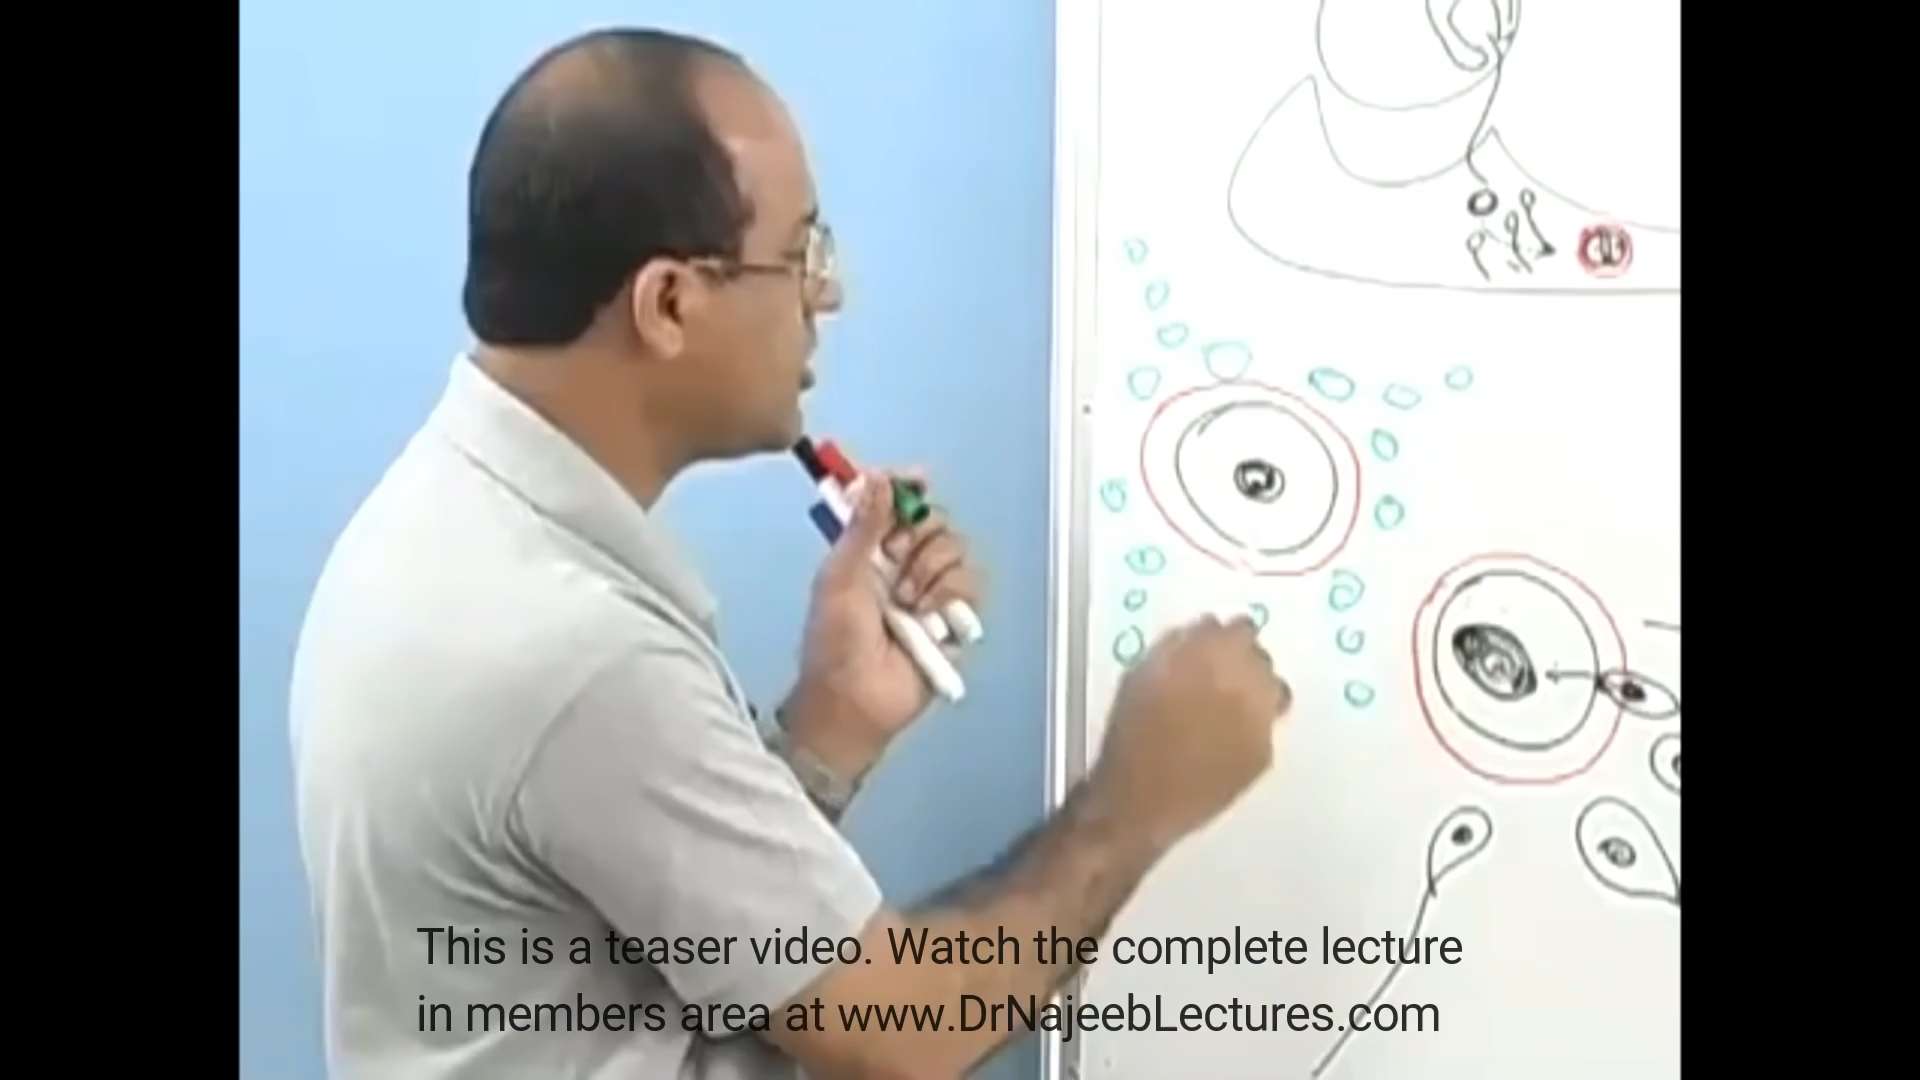 This is a teaser video. Watch the complete lecture
in members area at www.DrNajeebLectures.com